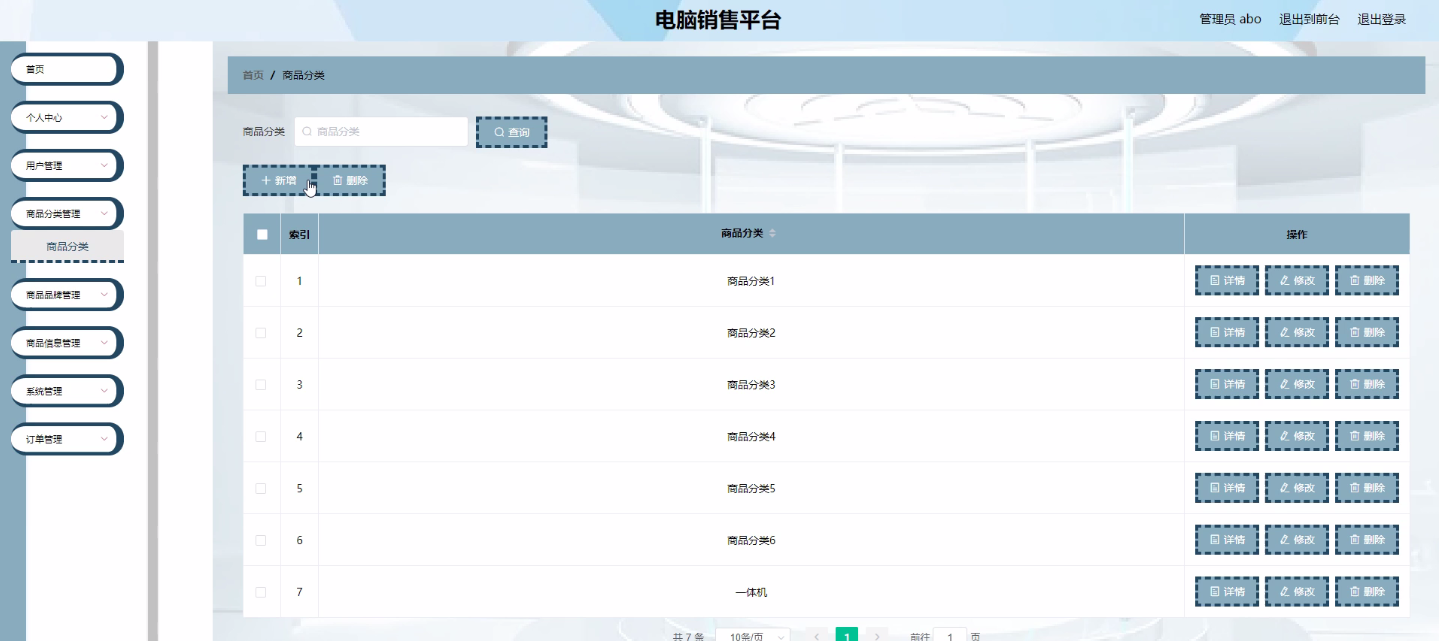 电脑销售平台
管理员 abo 退出到前台 退出登录
首页
个人中心
用户管理
商品分类管理
商品分类
商品品牌管理
商品信息管理
系统管理
订单管理
首页 / 商品分类
商品分类 商品分类 查询
新增 删除
索引 商品分类 操作
1 商品分类1 详情 修改 删除
2 商品分类2 详情 修改 删除
3 商品分类3 详情 修改 删除
4 商品分类4 详情 修改 删除
5 商品分类5 详情 修改 删除
6 商品分类6 详情 修改 删除
7 一体机 详情 修改 删除
共 7 条 10条/页 1 前往 1 页